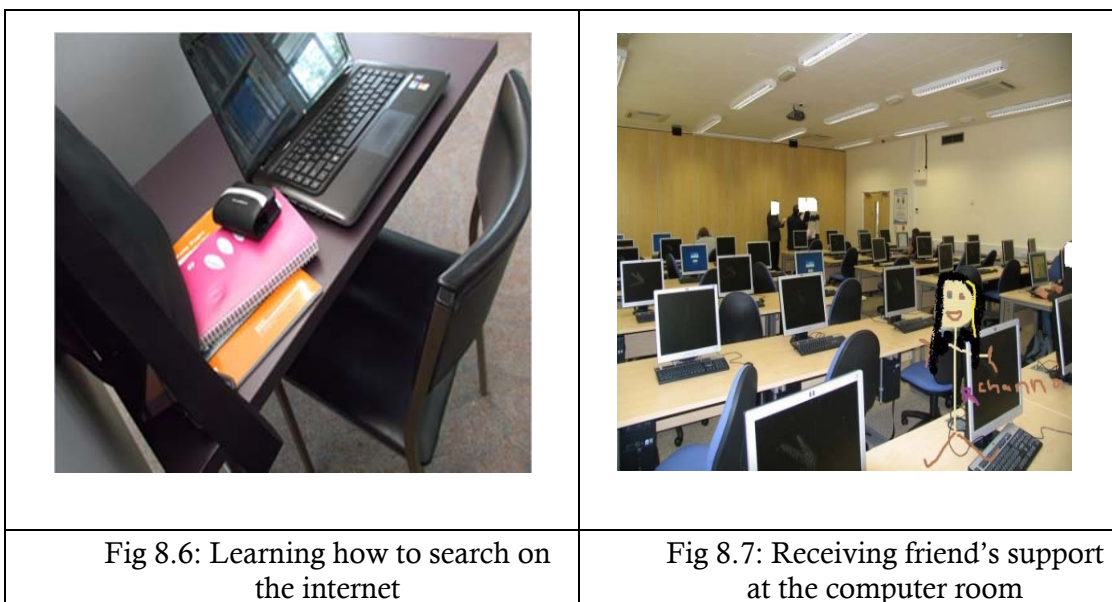 channa
Fig 8.6: Learning how to search on
the internet
Fig 8.7: Receiving friend's support
at the computer room